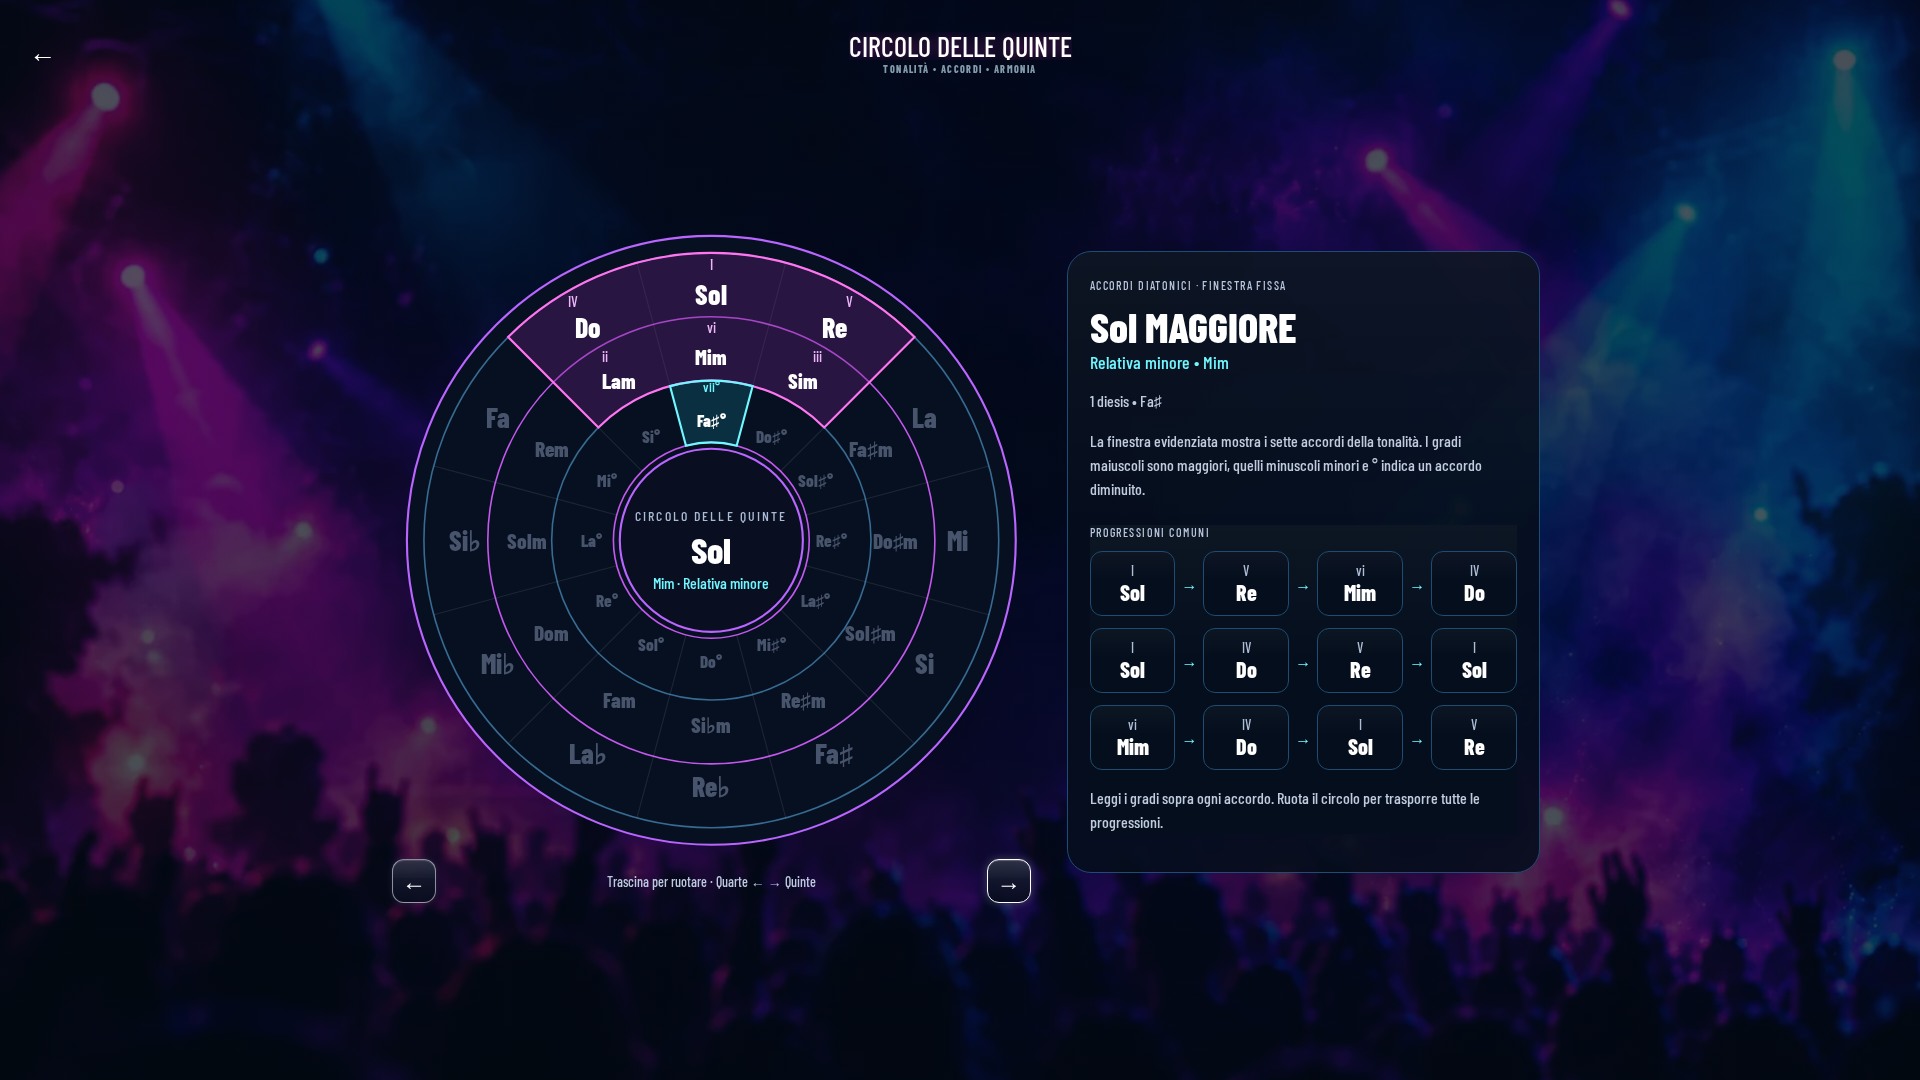 ←
CIRCOLO DELLE QUINTE
TONALITÀ • ACCORDI • ARMONIA
I
Sol
IV
Do
V
Re
vi
Mim
ii
Lam
iii
Sim
vii°
Fa♯°
Fa
La
Rem
Si°
Do♯°
Fa♯m
Mi°
Sol♯°
Si♭
Solm
La°
Re♯°
Do♯m
Mi
CIRCOLO DELLE QUINTE
Sol
Mim · Relativa minore
Re°
La♯°
Dom
Sol♯m
Mi♭
Si
Sol°
Do°
Mi♯°
Fam
Si♭m
Re♯m
La♭
Re♭
Fa♯
←
Trascina per ruotare · Quarte ← → Quinte
→
ACCORDI DIATONICI · FINESTRA FISSA
Sol MAGGIORE
Relativa minore • Mim
1 diesis • Fa♯
La finestra evidenziata mostra i sette accordi della tonalità. I gradi
maiuscoli sono maggiori, quelli minuscoli minori e ° indica un accordo
diminuito.
PROGRESSIONI COMUNI
I V vi IV
Sol → Re → Mim → Do
I IV V I
Sol → Do → Re → Sol
vi IV I V
Mim → Do → Sol → Re
Leggi i gradi sopra ogni accordo. Ruota il circolo per trasporre tutte le
progressioni.